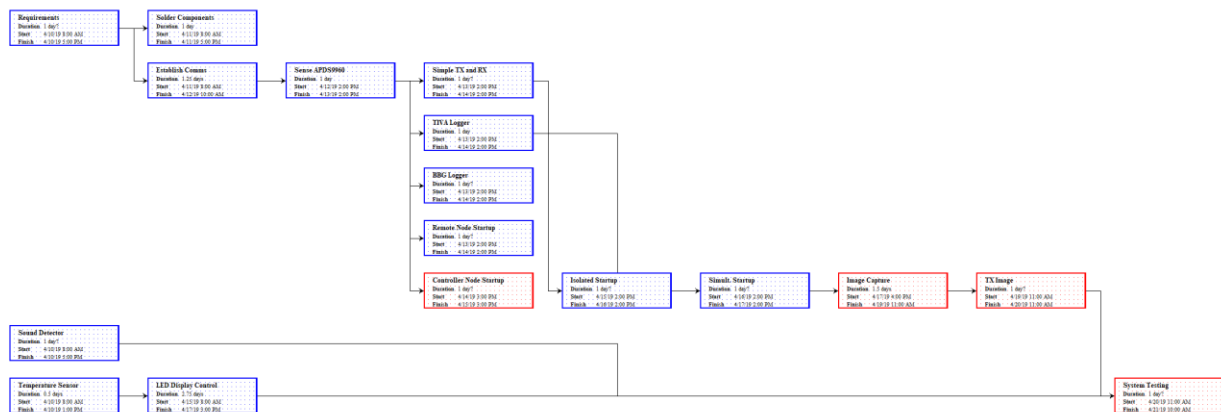 Requirements
Duration 1 day?
Start 4/10/19 8:00 AM
Finish 4/10/19 5:00 PM
Solder Components
Duration 1 day
Start 4/11/19 8:00 AM
Finish 4/11/19 5:00 PM
Establish Comms
Duration 1.25 days
Start 4/11/19 8:00 AM
Finish 4/12/19 10:00 AM
Sense APDS9960
Duration 1 day
Start 4/12/19 2:00 PM
Finish 4/13/19 2:00 PM
Simple TX and RX
Duration 1 day?
Start 4/13/19 2:00 PM
Finish 4/14/19 2:00 PM
TIVA Logger
Duration 1 day
Start 4/13/19 2:00 PM
Finish 4/14/19 2:00 PM
BBG Logger
Duration 1 day?
Start 4/13/19 2:00 PM
Finish 4/14/19 2:00 PM
Remote Node Startup
Duration 1 day?
Start 4/13/19 2:00 PM
Finish 4/14/19 2:00 PM
Controller Node Startup
Duration 1 day?
Start 4/14/19 3:00 PM
Finish 4/15/19 3:00 PM
Isolated Startup
Duration 1 day?
Start 4/15/19 2:00 PM
Finish 4/16/19 2:00 PM
Simult. Startup
Duration 1 day?
Start 4/16/19 2:00 PM
Finish 4/17/19 2:00 PM
Image Capture
Duration 1.5 days
Start 4/17/19 4:00 PM
Finish 4/19/19 11:00 AM
TX Image
Duration 1 day?
Start 4/19/19 11:00 AM
Finish 4/20/19 11:00 AM
Sound Detector
Duration 1 day?
Start 4/10/19 8:00 AM
Finish 4/10/19 5:00 PM
Temperature Sensor
Duration 0.5 days
Start 4/10/19 8:00 AM
Finish 4/10/19 1:00 PM
LED Display Control
Duration 2.75 days
Start 4/15/19 8:00 AM
Finish 4/17/19 3:00 PM
System Testing
Duration 1 day?
Start 4/20/19 11:00 AM
Finish 4/21/19 10:00 AM